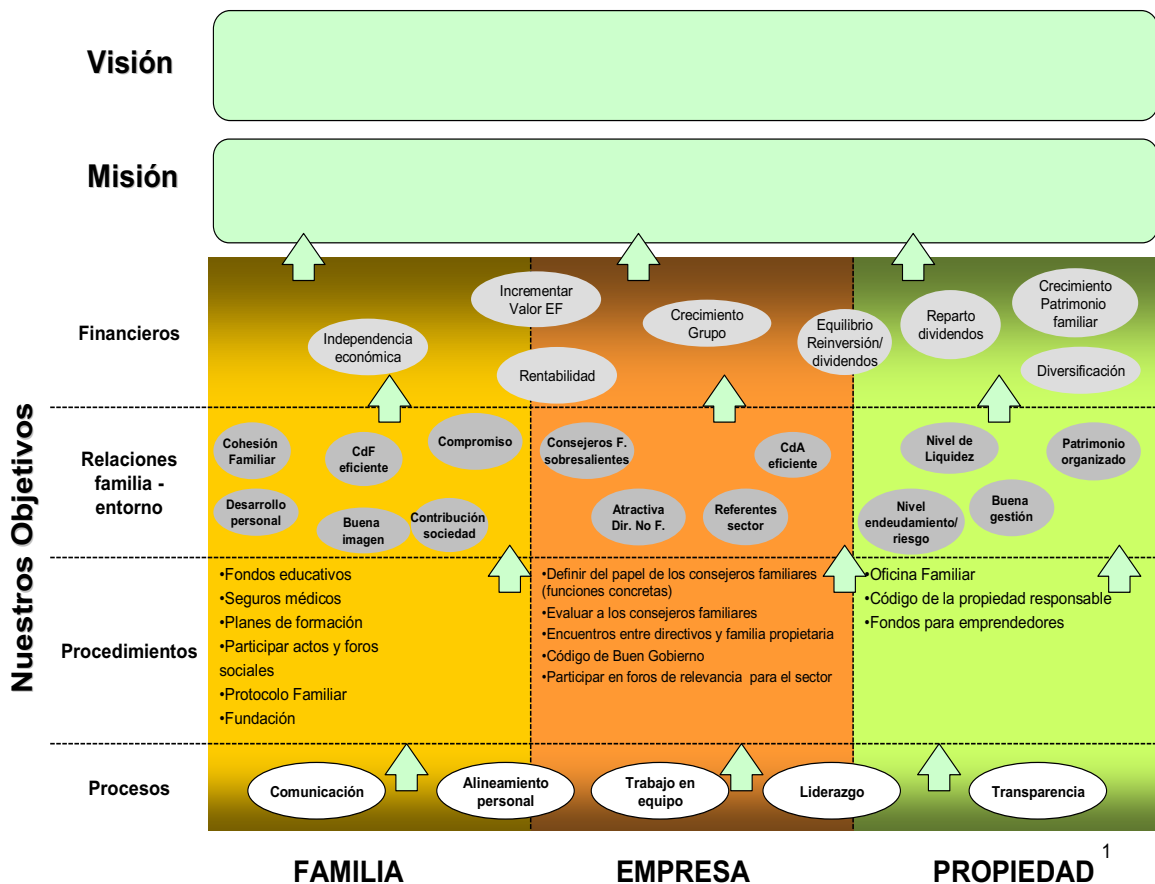 Visión
Misión
Nuestros Objetivos
Financieros
Incrementar
Valor EF
Independencia
económica
Rentabilidad
Crecimiento
Grupo
Equilibrio
Reinversión/
dividendos
Reparto
dividendos
Crecimiento
Patrimonio
familiar
Diversificación
Relaciones
familia -
entorno
Cohesión
Familiar
CdF
eficiente
Compromiso
Desarrollo
personal
Buena
imagen
Contribución
sociedad
Consejeros F.
sobresalientes
CdA
eficiente
Atractiva
Dir. No F.
Referentes
sector
Nivel de
Liquidez
Patrimonio
organizado
Nivel
endeudamiento/
riesgo
Buena
gestión
Procedimientos
•Fondos educativos
•Seguros médicos
•Planes de formación
•Participar actos y foros
sociales
•Protocolo Familiar
•Fundación
•Definir del papel de los consejeros familiares
(funciones concretas)
•Evaluar a los consejeros familiares
•Encuentros entre directivos y familia propietaria
•Código de Buen Gobierno
•Participar en foros de relevancia para el sector
•Oficina Familiar
•Código de la propiedad responsable
•Fondos para emprendedores
Procesos
Comunicación
Alineamiento
personal
Trabajo en
equipo
Liderazgo
Transparencia
FAMILIA
EMPRESA
PROPIEDAD
1